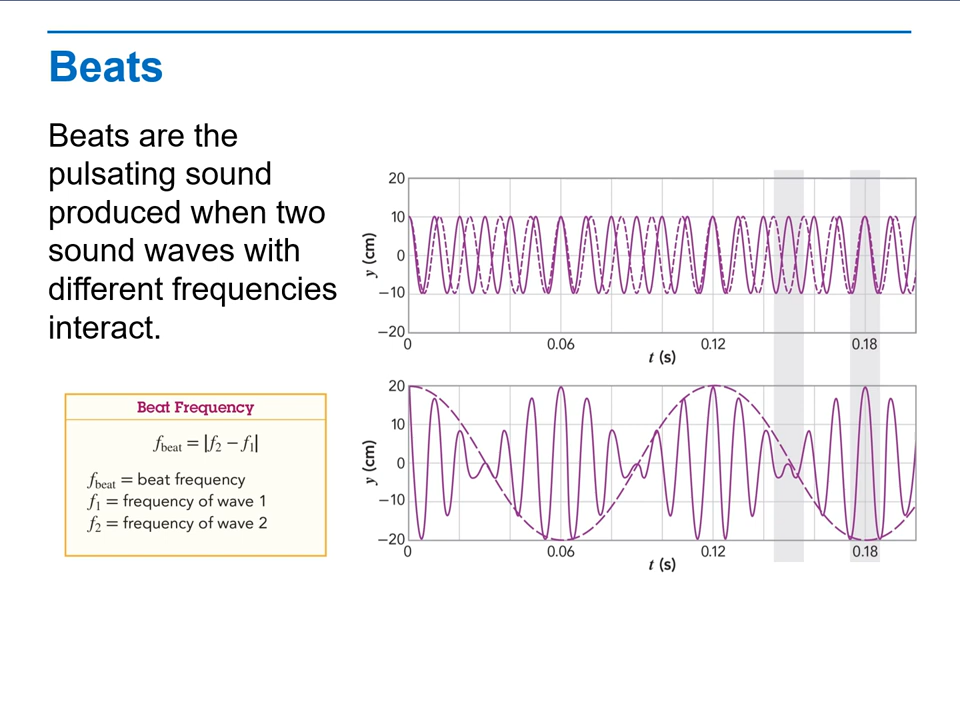 Beats
Beats are the
pulsating sound
produced when two
sound waves with
different frequencies
interact.
Beat Frequency
fbeat = |f2 − f1|
fbeat = beat frequency
f1 = frequency of wave 1
f2 = frequency of wave 2
20
10
0
−10
−20
y (cm)
0 0.06 0.12 0.18
t (s)
20
10
0
−10
−20
y (cm)
0 0.06 0.12 0.18
t (s)